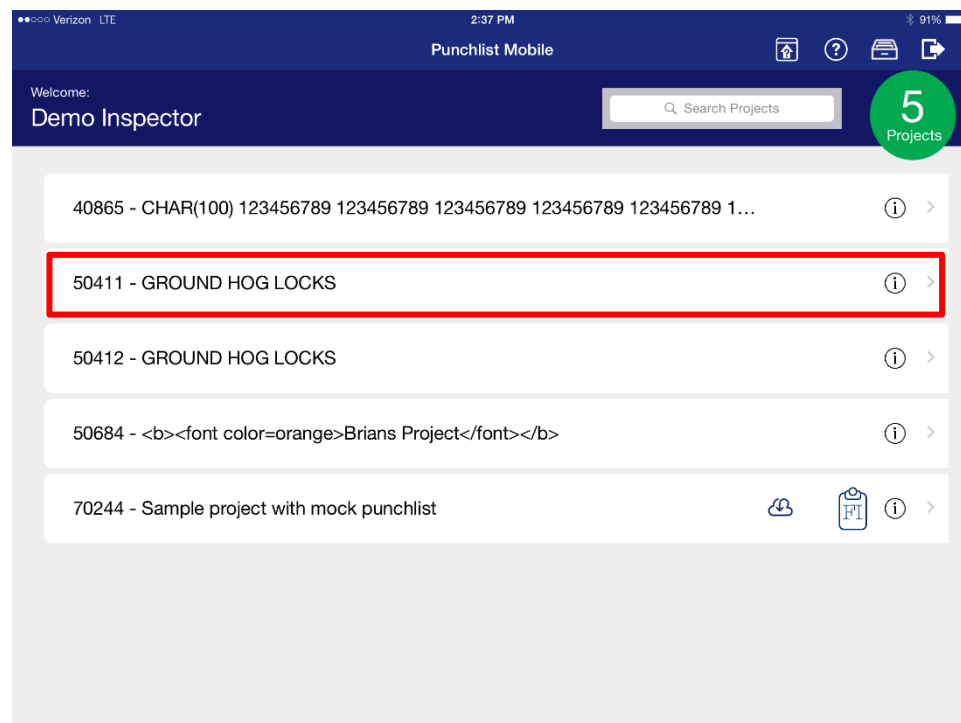 Verizon LTE 2:37 PM 91%
Punchlist Mobile
Welcome:
Demo Inspector
Search Projects
5
Projects
40865 - CHAR(100) 123456789 123456789 123456789 123456789 123456789 1...
50411 - GROUND HOG LOCKS
50412 - GROUND HOG LOCKS
50684 - <b><font color=orange>Brians Project</font></b>
70244 - Sample project with mock punchlist
FI